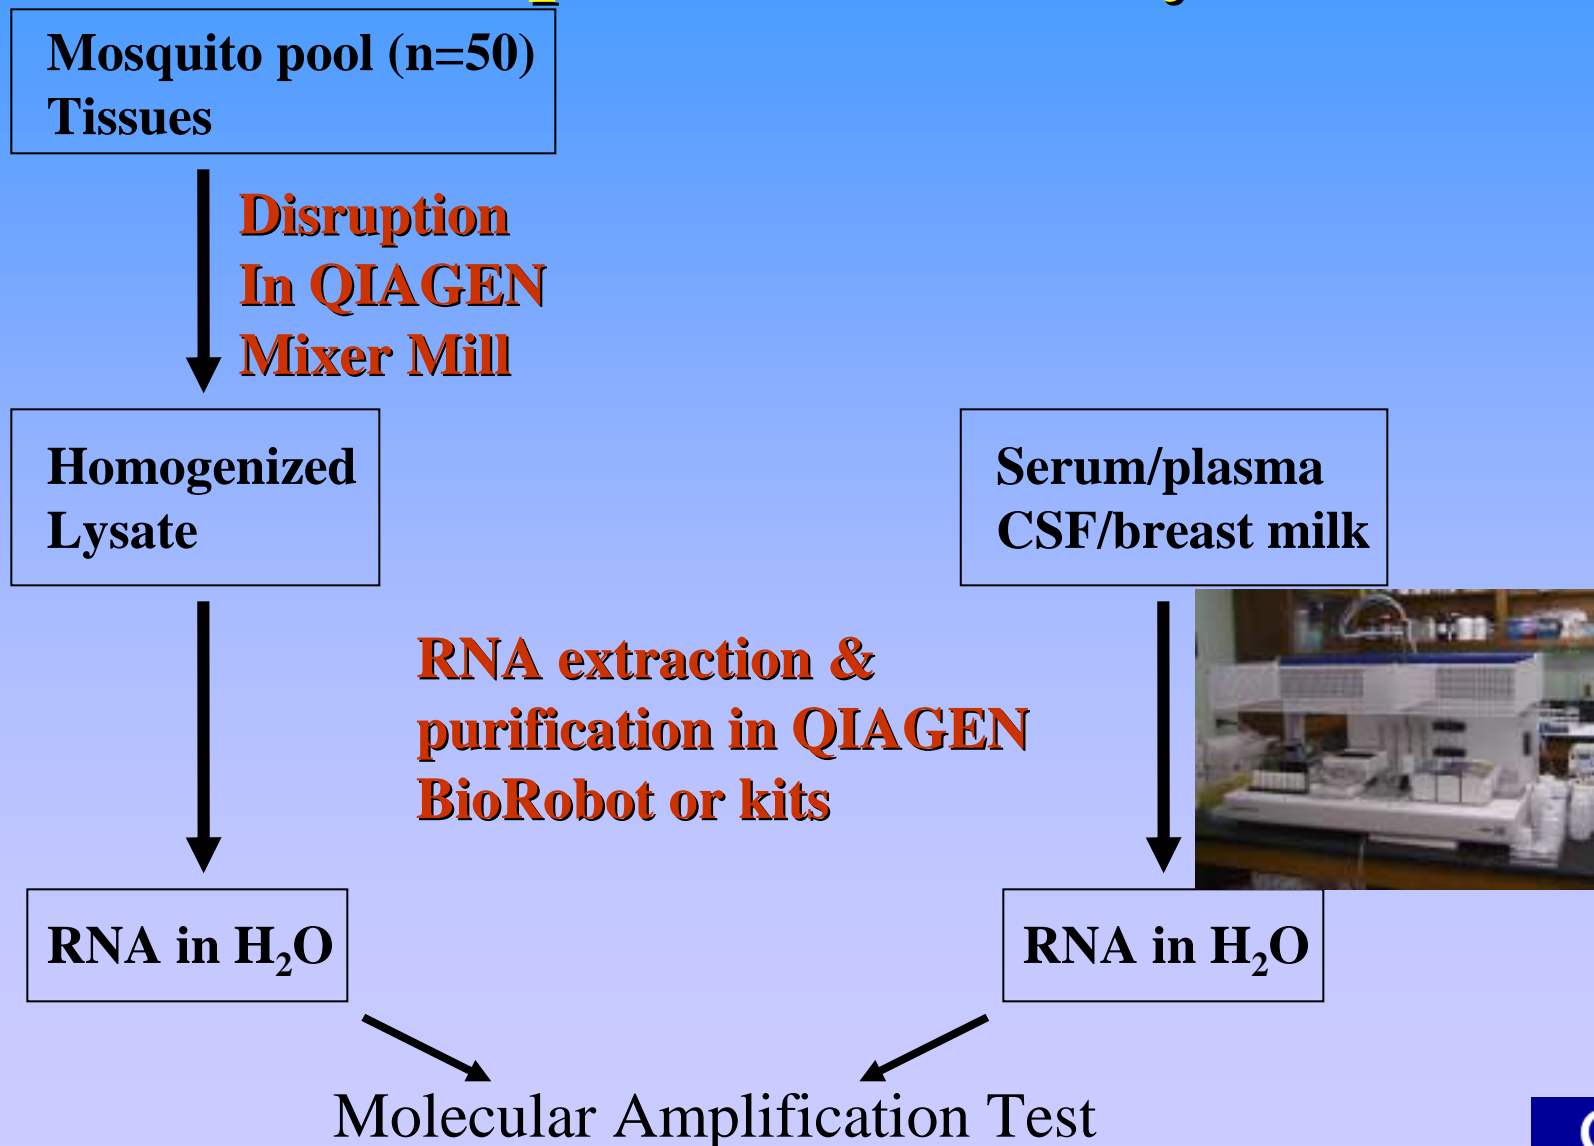 Mosquito pool (n=50)
Tissues
Disruption
In QIAGEN
Mixer Mill
Homogenized
Lysate
Serum/plasma
CSF/breast milk
RNA extraction &
purification in QIAGEN
BioRobot or kits
RNA in H₂O
RNA in H₂O
Molecular Amplification Test